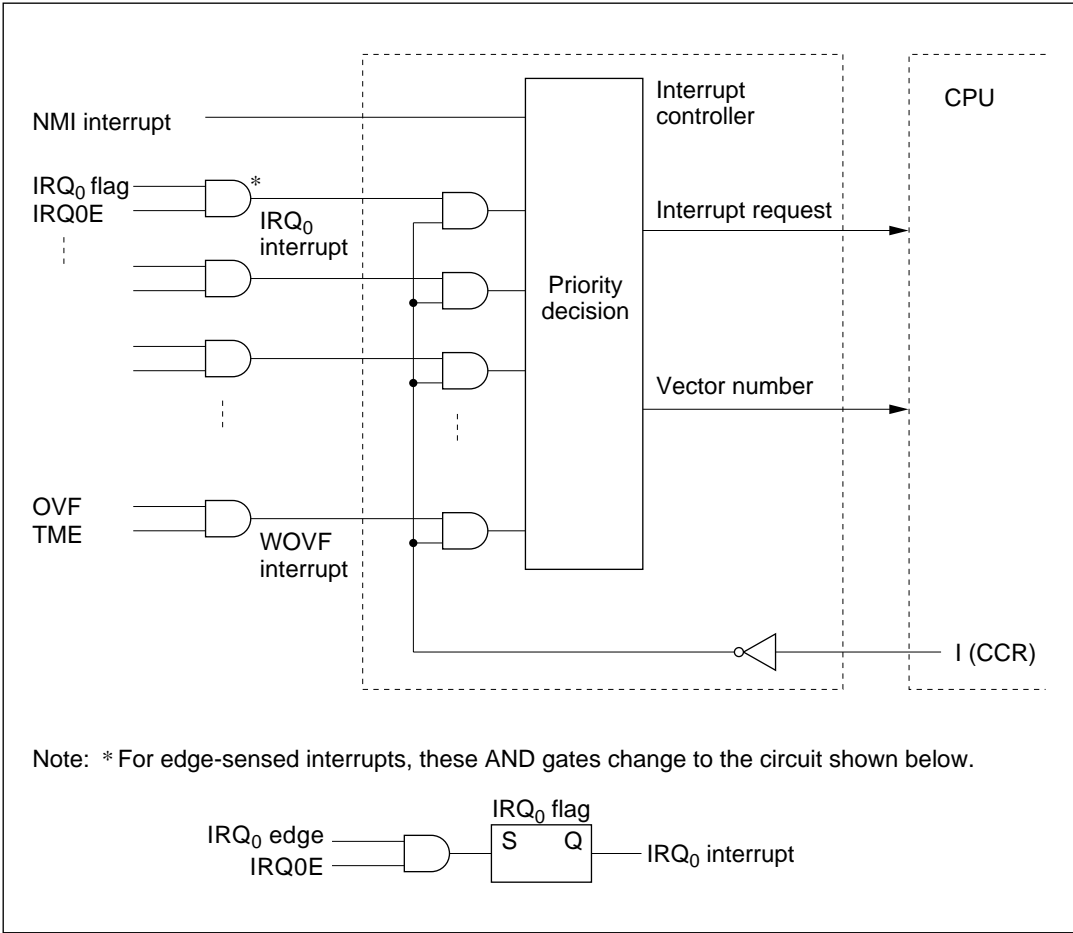 NMI interrupt
Interrupt
controller
CPU
IRQ₀ flag
IRQ0E
*
IRQ₀
interrupt
Interrupt request
Priority
decision
Vector number
OVF
TME
WOVF
interrupt
I (CCR)
Note: * For edge-sensed interrupts, these AND gates change to the circuit shown below.
IRQ₀ flag
IRQ₀ edge
IRQ0E
S Q
IRQ₀ interrupt